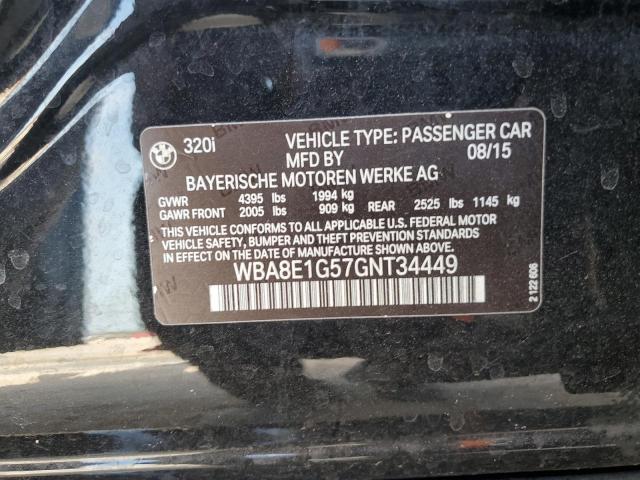 320i VEHICLE TYPE: PASSENGER CAR
MFD BY 08/15
BAYERISCHE MOTOREN WERKE AG
GVWR 4395 lbs 1994 kg
GAWR FRONT 2005 lbs 909 kg REAR 2525 lbs 1145 kg
THIS VEHICLE CONFORMS TO ALL APPLICABLE U.S. FEDERAL MOTOR
VEHICLE SAFETY, BUMPER AND THEFT PREVENTION STANDARDS
IN EFFECT ON THE DATE OF MANUFACTURE SHOWN ABOVE.
WBA8E1G57GNT34449
2 122 608